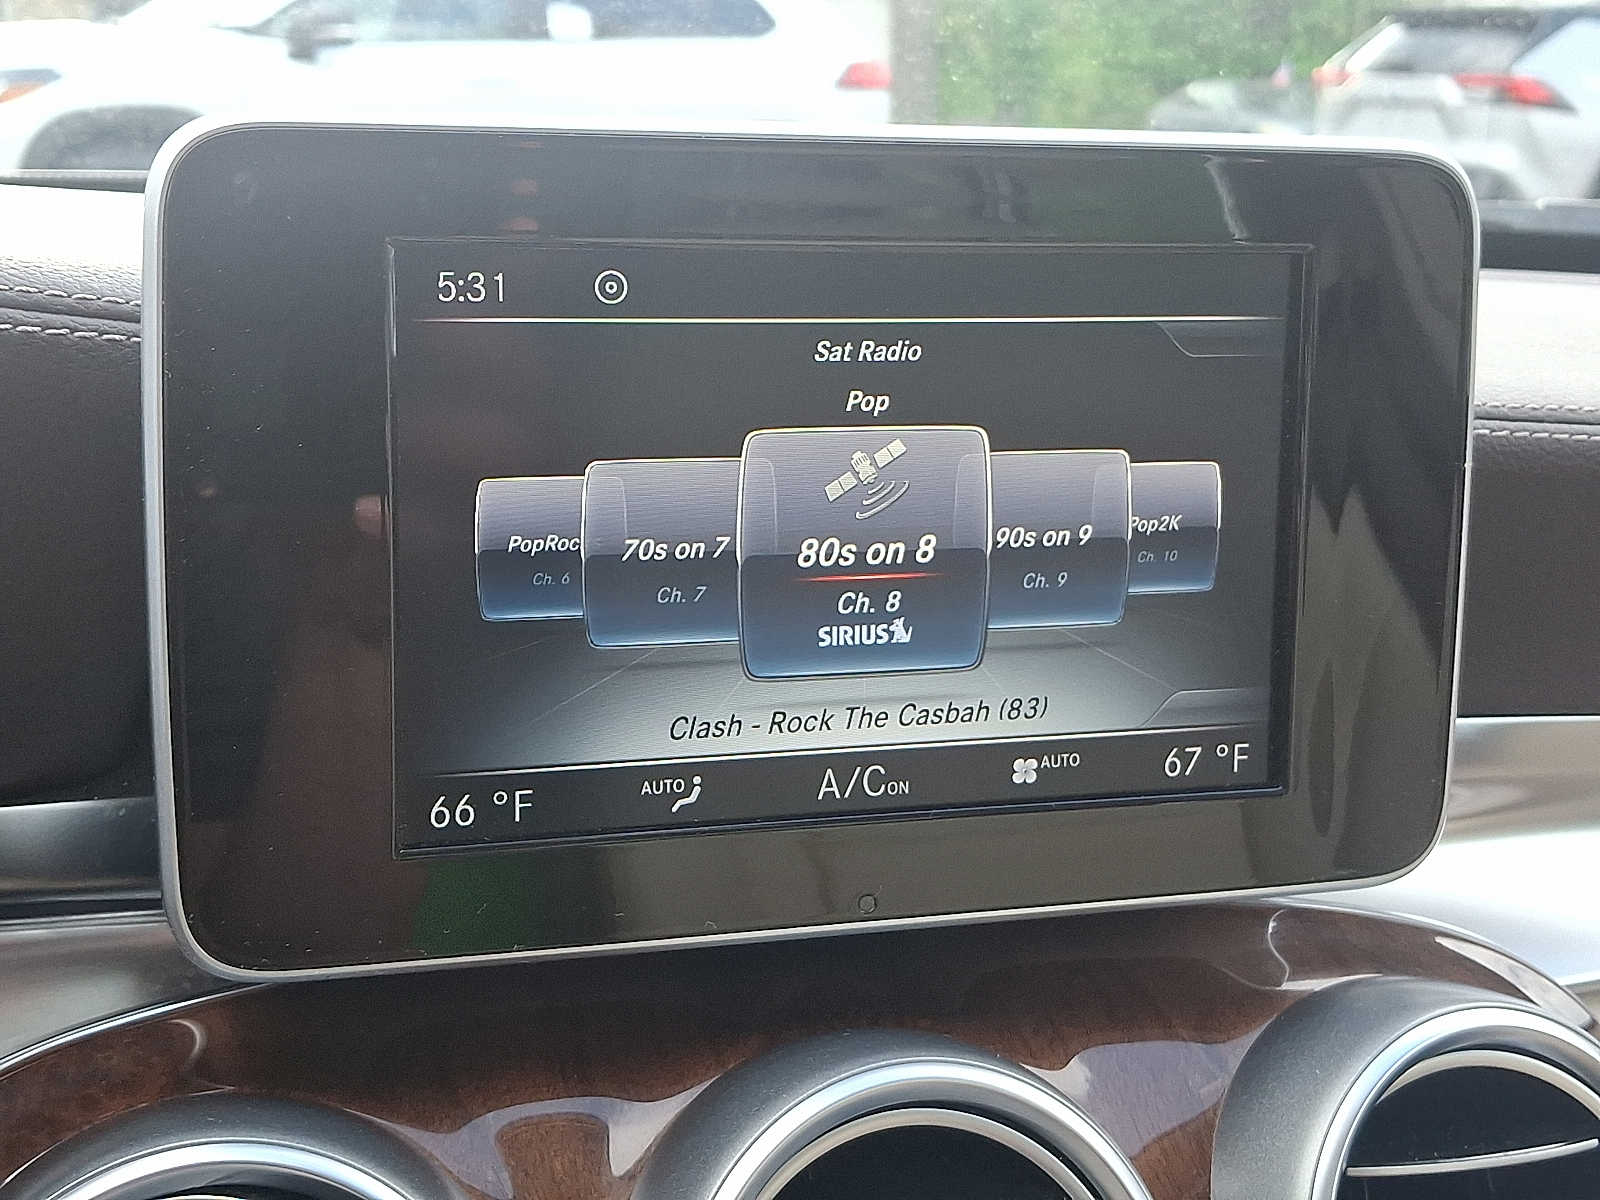 5:31
Sat Radio
Pop
PopRoc
Ch. 6
70s on 7
Ch. 7
80s on 8
Ch. 8
SIRIUS
90s on 9
Ch. 9
Pop2K
Ch. 10
Clash - Rock The Casbah (83)
66 °F
AUTO
A/C ON
AUTO
67 °F